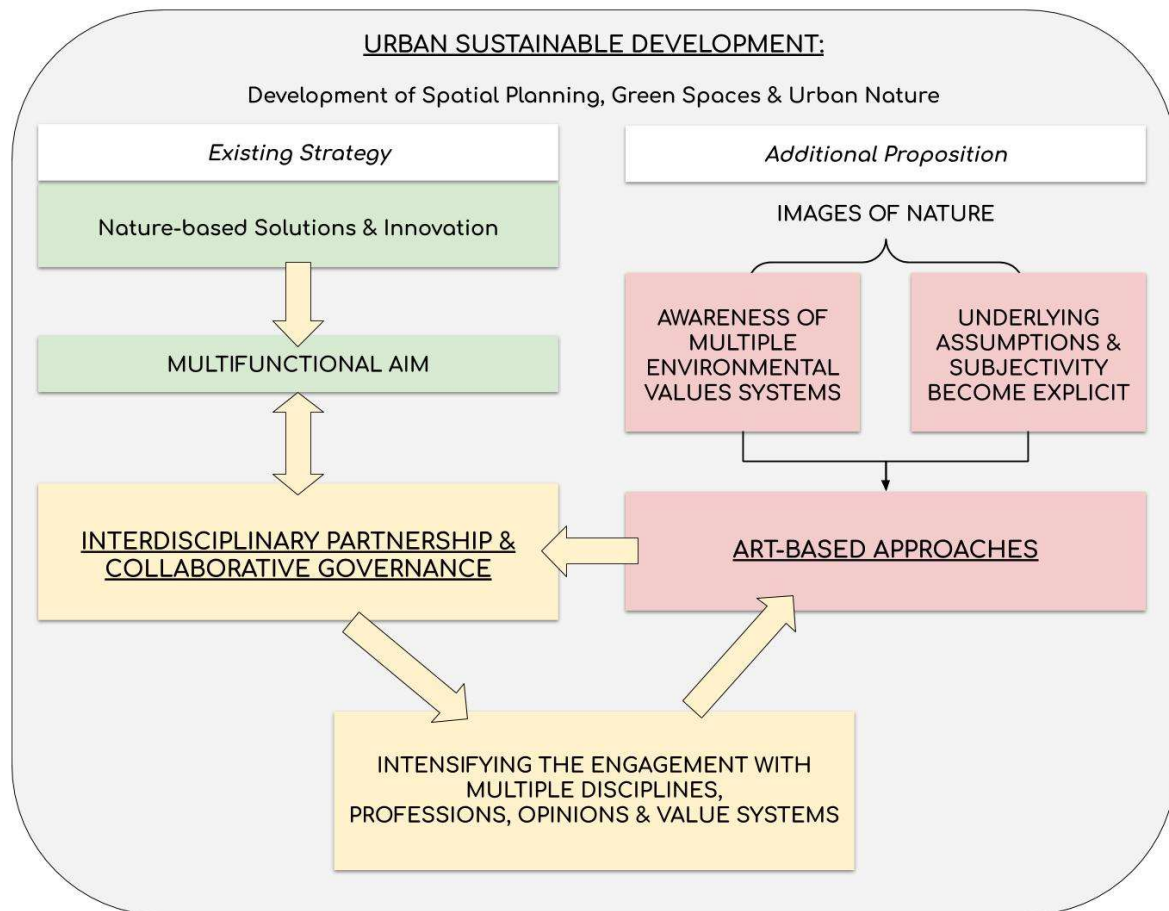 URBAN SUSTAINABLE DEVELOPMENT:
Development of Spatial Planning, Green Spaces & Urban Nature
Existing Strategy
Nature-based Solutions & Innovation
MULTIFUNCTIONAL AIM
INTERDISCIPLINARY PARTNERSHIP &
COLLABORATIVE GOVERNANCE
Additional Proposition
IMAGES OF NATURE
AWARENESS OF
MULTIPLE
ENVIRONMENTAL
VALUES SYSTEMS
UNDERLYING
ASSUMPTIONS &
SUBJECTIVITY
BECOME EXPLICIT
ART-BASED APPROACHES
INTENSIFYING THE ENGAGEMENT WITH
MULTIPLE DISCIPLINES,
PROFESSIONS, OPINIONS & VALUE SYSTEMS